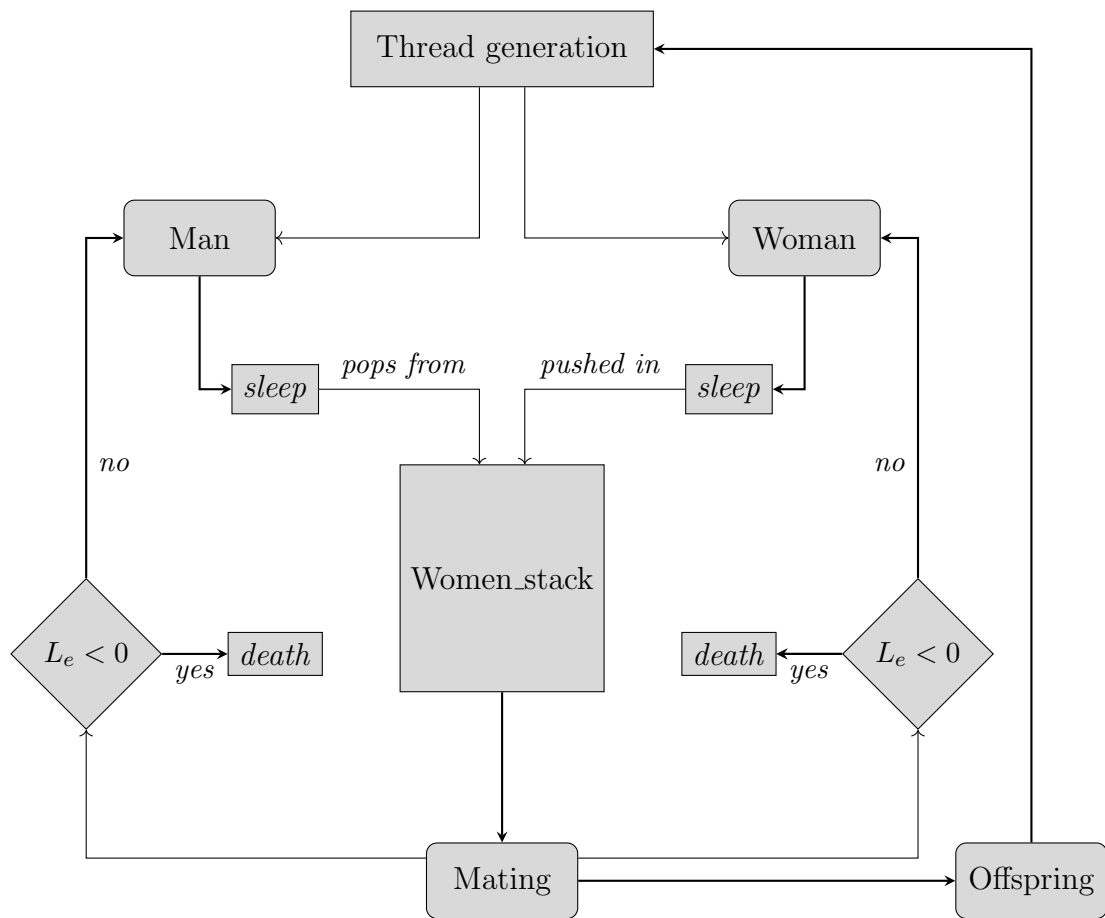 Thread generation
Man
Woman
pops from
pushed in
sleep
sleep
no
no
Women_stack
L_e < 0
yes
death
death
yes
L_e < 0
Mating
Offspring